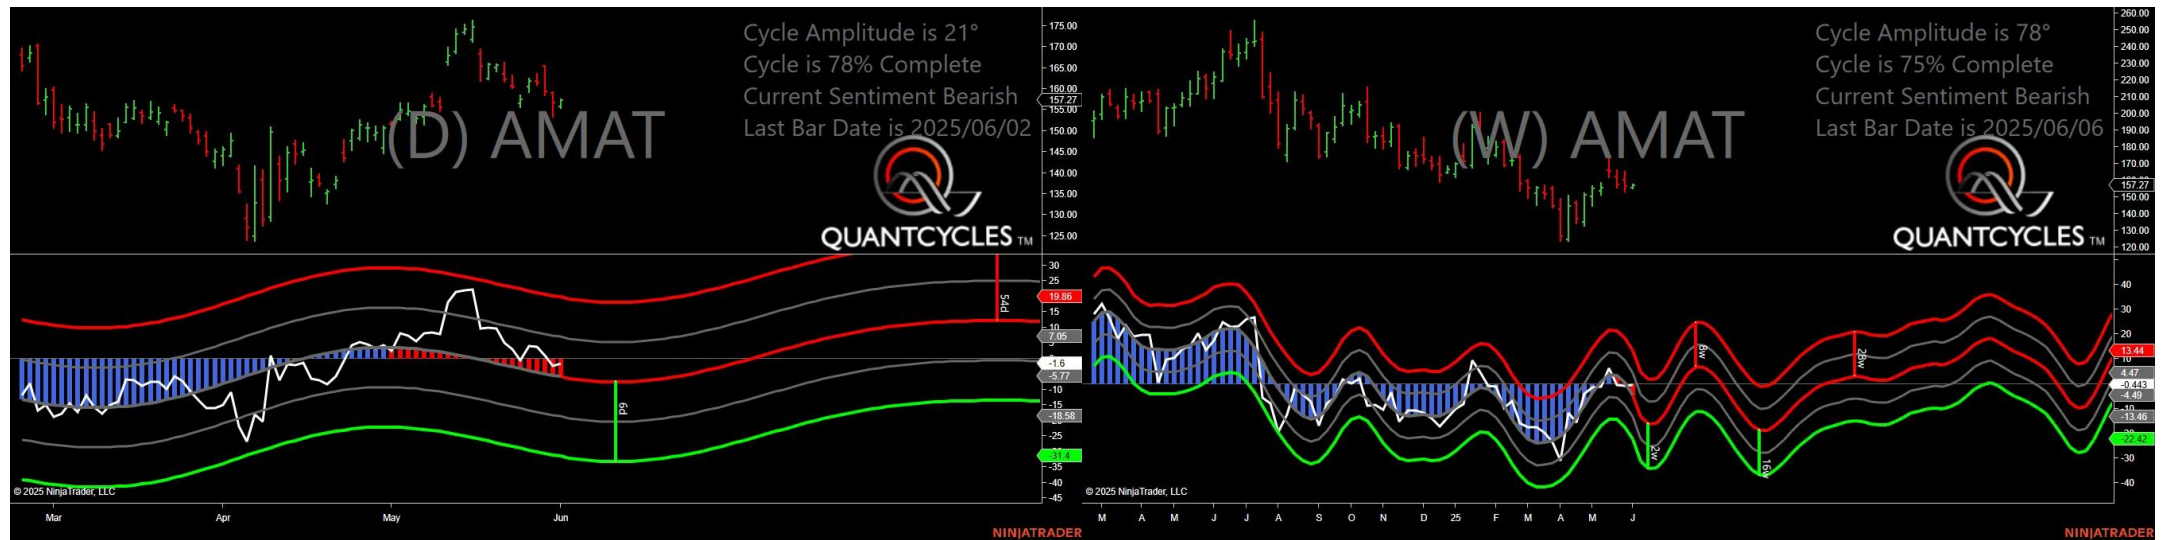 Cycle Amplitude is 21°
Cycle is 78% Complete
Current Sentiment Bearish
Last Bar Date is 2025/06/02
(D) AMAT
QUANTCYCLES TM
175.00
170.00
165.00
160.00
157.27
155.00
150.00
145.00
140.00
135.00
130.00
125.00
30
25
19.86
15
10
7.05
-1.6
-5.77
-10
-15
-18.58
-25
-31.4
-35
-40
-45
54d
6d
© 2025 NinjaTrader, LLC
Mar Apr May Jun
NINJATRADER
Cycle Amplitude is 78°
Cycle is 75% Complete
Current Sentiment Bearish
Last Bar Date is 2025/06/06
(W) AMAT
QUANTCYCLES TM
260.00
250.00
240.00
230.00
220.00
210.00
200.00
190.00
180.00
170.00
157.27
150.00
140.00
130.00
120.00
40
30
20
13.44
10
4.47
-0.443
-4.49
-10
-13.46
-22.42
-30
-40
8w
28w
2w
16w
© 2025 NinjaTrader, LLC
M A M J J A S O N D 25 F M A M J
NINJATRADER